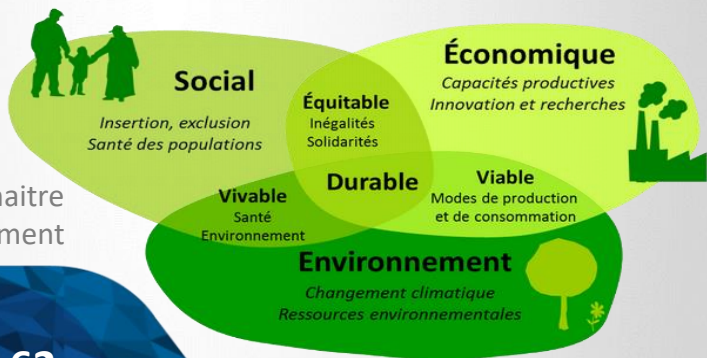 Social
Insertion, exclusion
Santé des populations
Économique
Capacités productives
Innovation et recherches
Équitable
Inégalités
Solidarités
Durable
Vivable
Santé
Environnement
Viable
Modes de production
et de consommation
Environnement
Changement climatique
Ressources environnementales